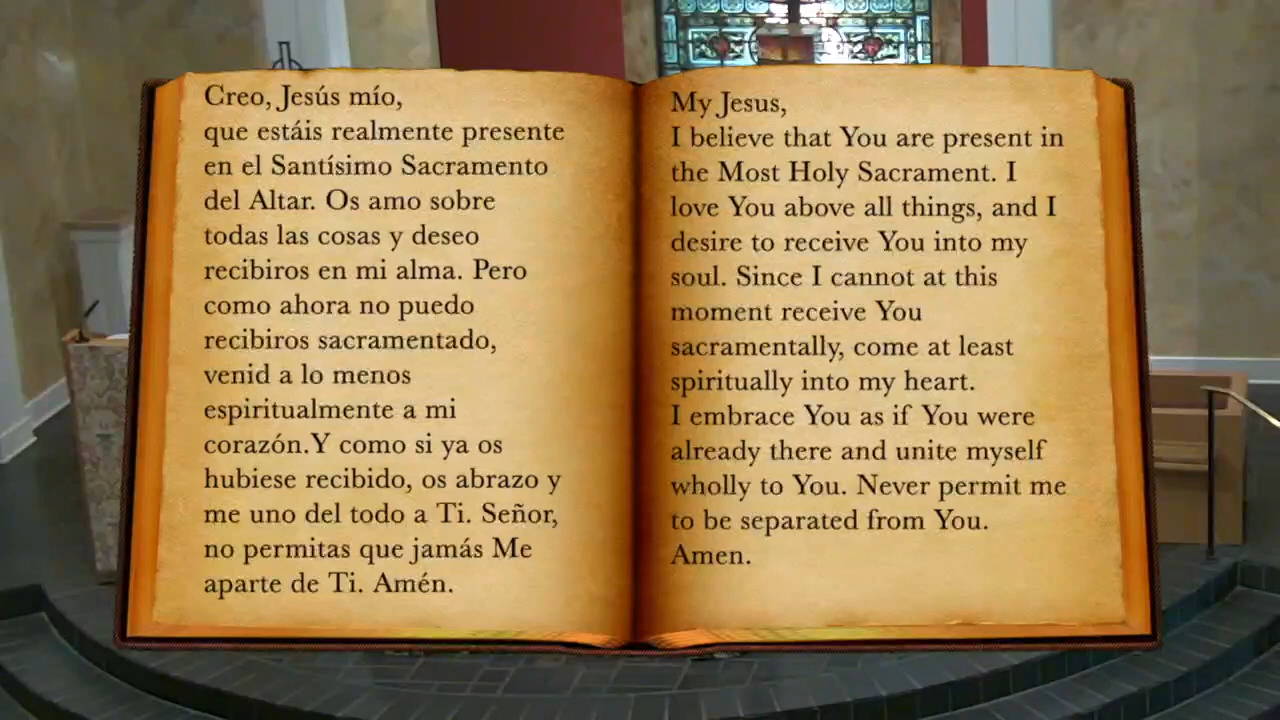 Creo, Jesús mío,
que estáis realmente presente
en el Santísimo Sacramento
del Altar. Os amo sobre
todas las cosas y deseo
recibiros en mi alma. Pero
como ahora no puedo
recibiros sacramentado,
venid a lo menos
espiritualmente a mi
corazón.Y como si ya os
hubiese recibido, os abrazo y
me uno del todo a Ti. Señor,
no permitas que jamás Me
aparte de Ti. Amén.
My Jesus,
I believe that You are present in
the Most Holy Sacrament. I
love You above all things, and I
desire to receive You into my
soul. Since I cannot at this
moment receive You
sacramentally, come at least
spiritually into my heart.
I embrace You as if You were
already there and unite myself
wholly to You. Never permit me
to be separated from You.
Amen.